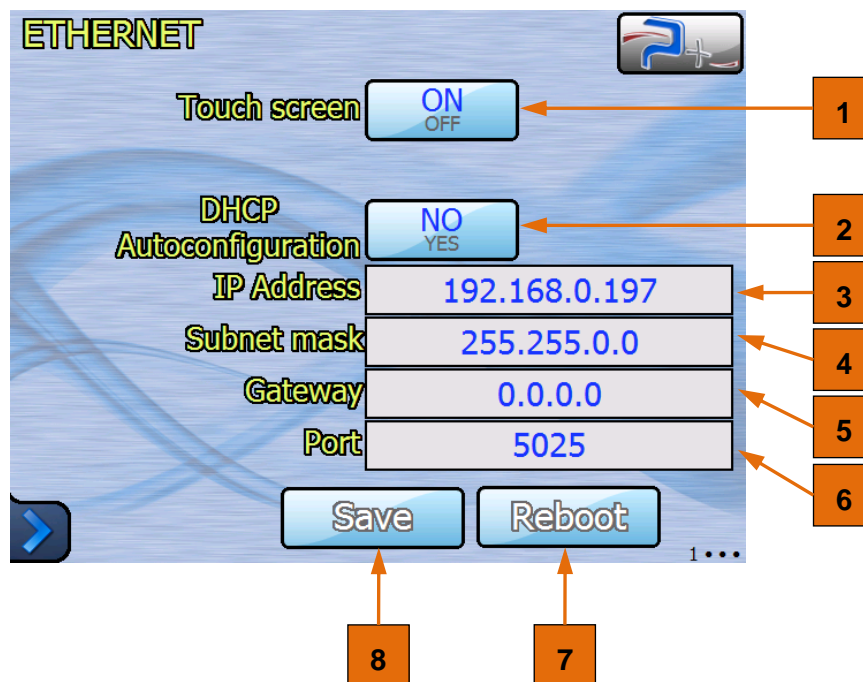 ETHERNET
P+
Touch screen ON
OFF
1
DHCP
Autoconfiguration
NO
YES
2
IP Address 192.168.0.197
3
Subnet mask 255.255.0.0
4
Gateway 0.0.0.0
5
Port 5025
6
Save Reboot
1•••
8 7